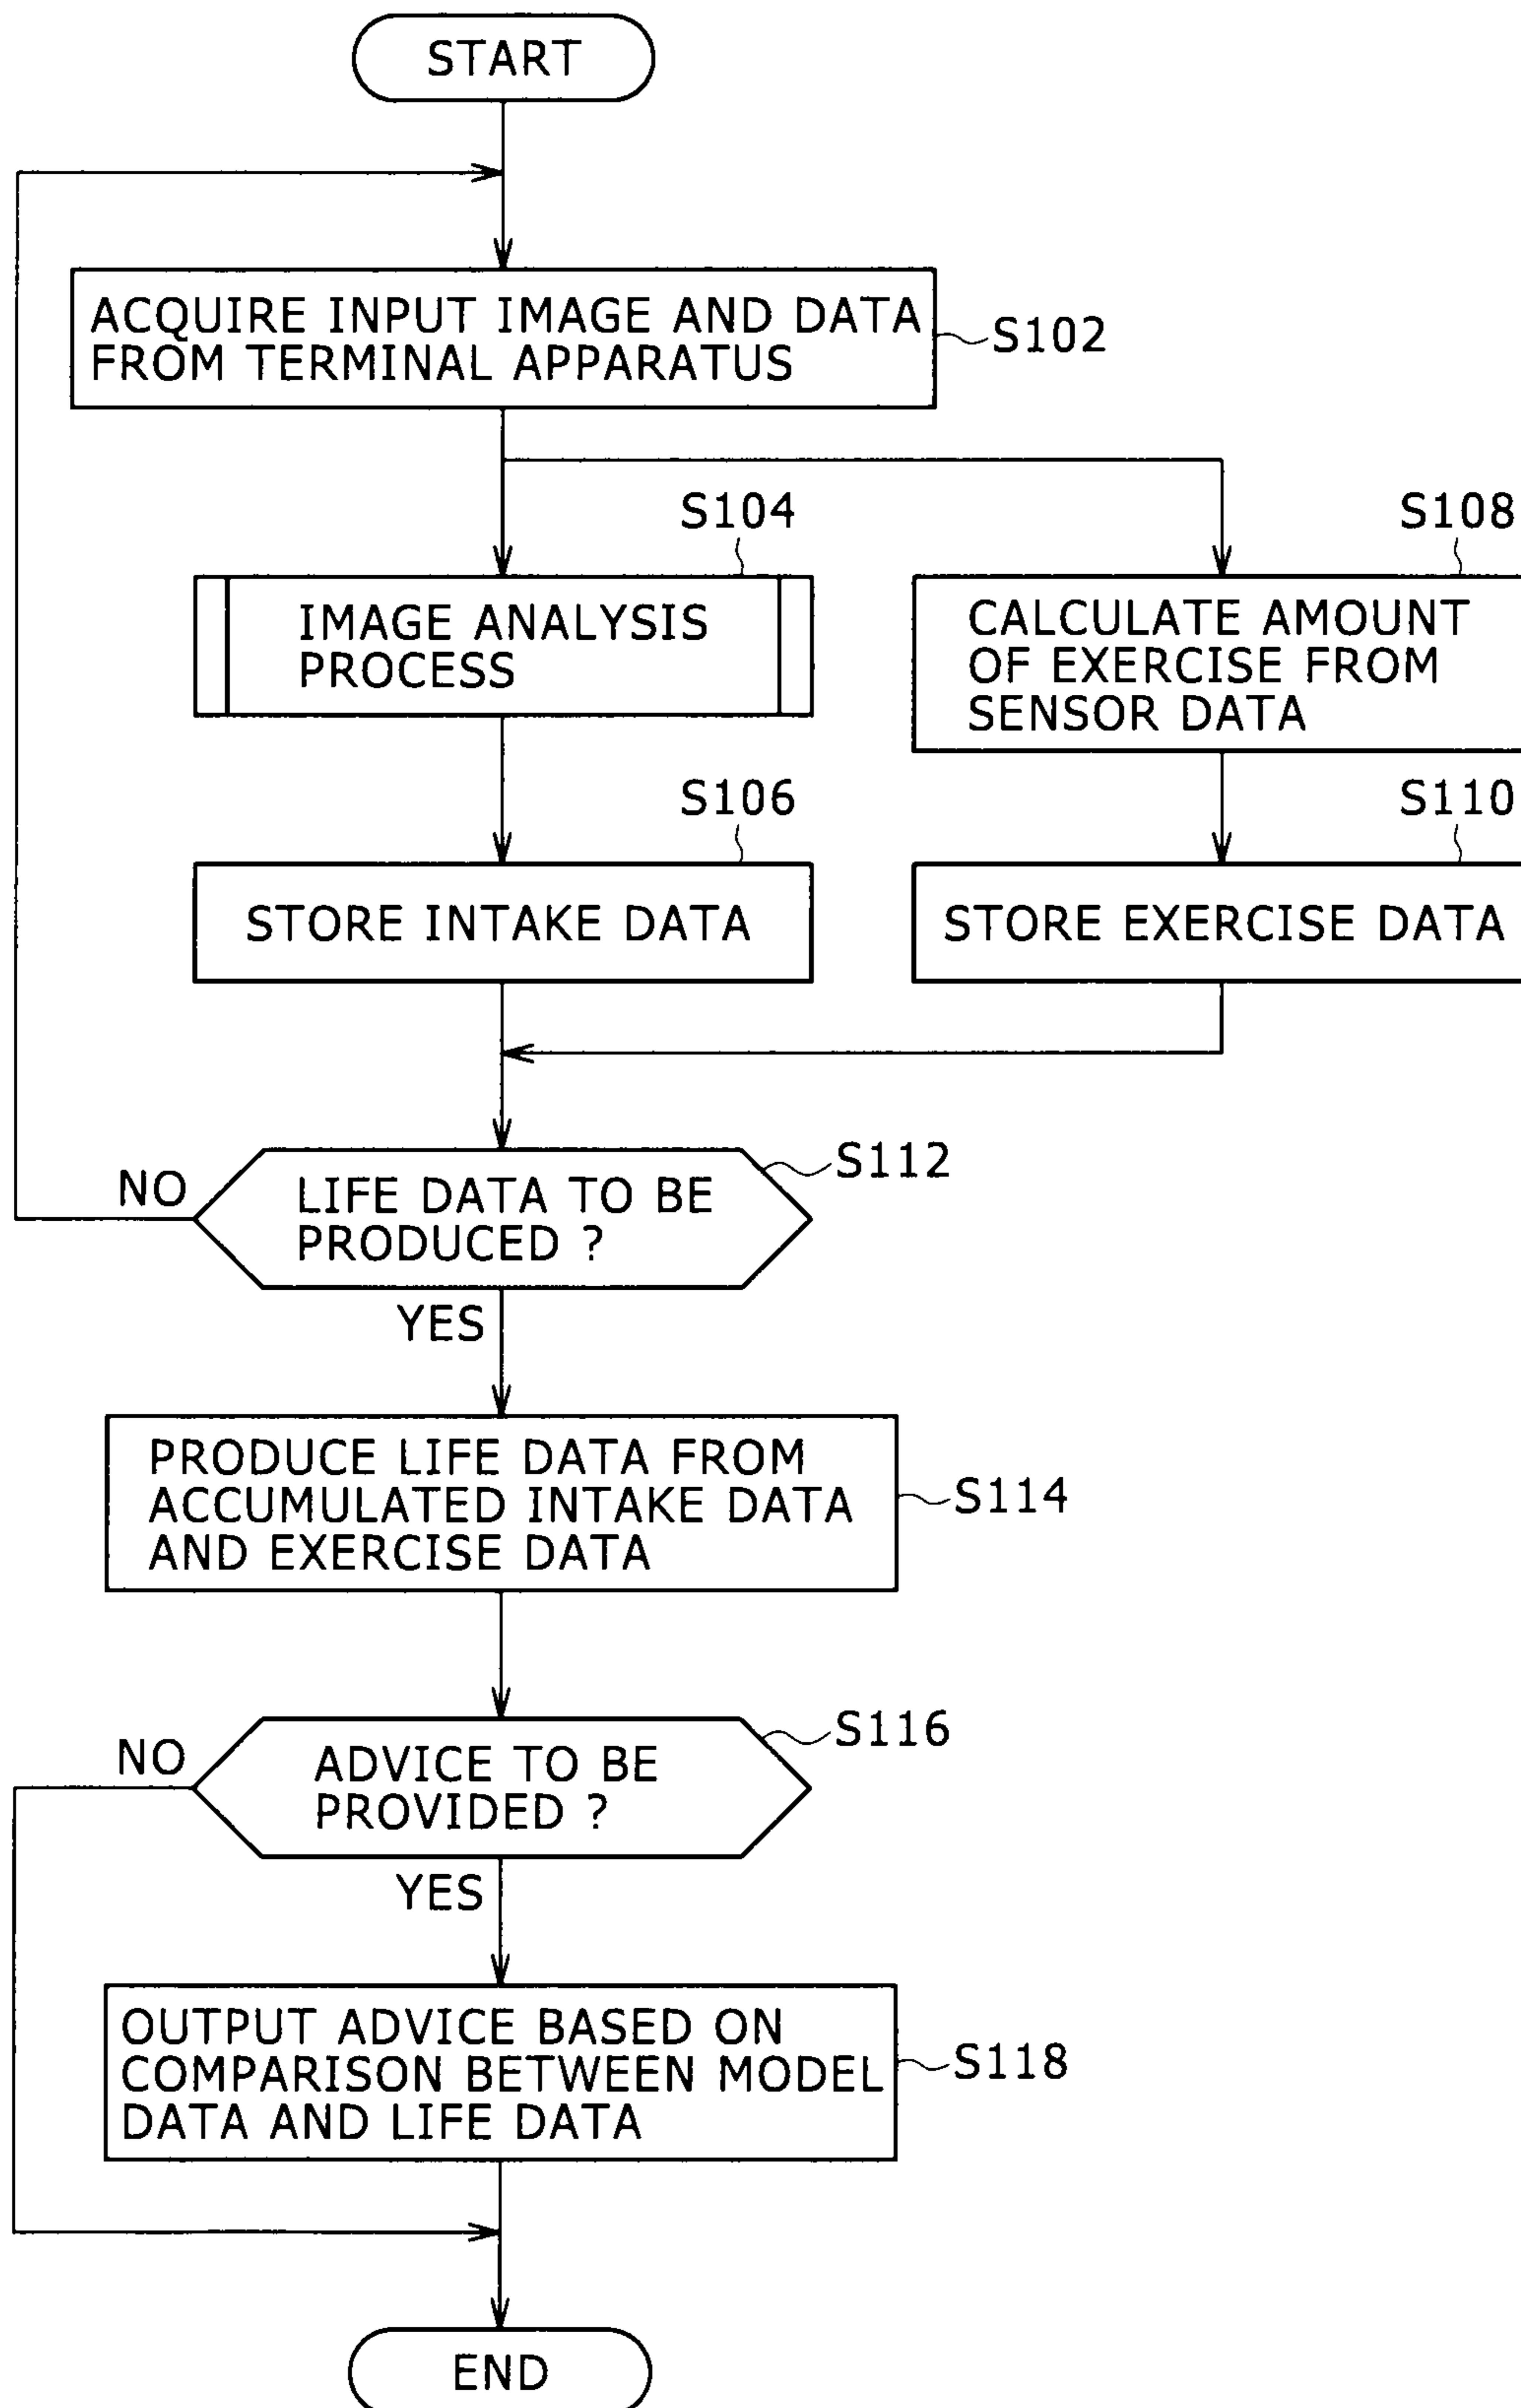 START
ACQUIRE INPUT IMAGE AND DATA
FROM TERMINAL APPARATUS
S102
S104
IMAGE ANALYSIS
PROCESS
S108
CALCULATE AMOUNT
OF EXERCISE FROM
SENSOR DATA
S106
STORE INTAKE DATA
S110
STORE EXERCISE DATA
S112
NO
LIFE DATA TO BE
PRODUCED ?
YES
PRODUCE LIFE DATA FROM
ACCUMULATED INTAKE DATA
AND EXERCISE DATA
S114
S116
NO
ADVICE TO BE
PROVIDED ?
YES
OUTPUT ADVICE BASED ON
COMPARISON BETWEEN MODEL
DATA AND LIFE DATA
S118
END